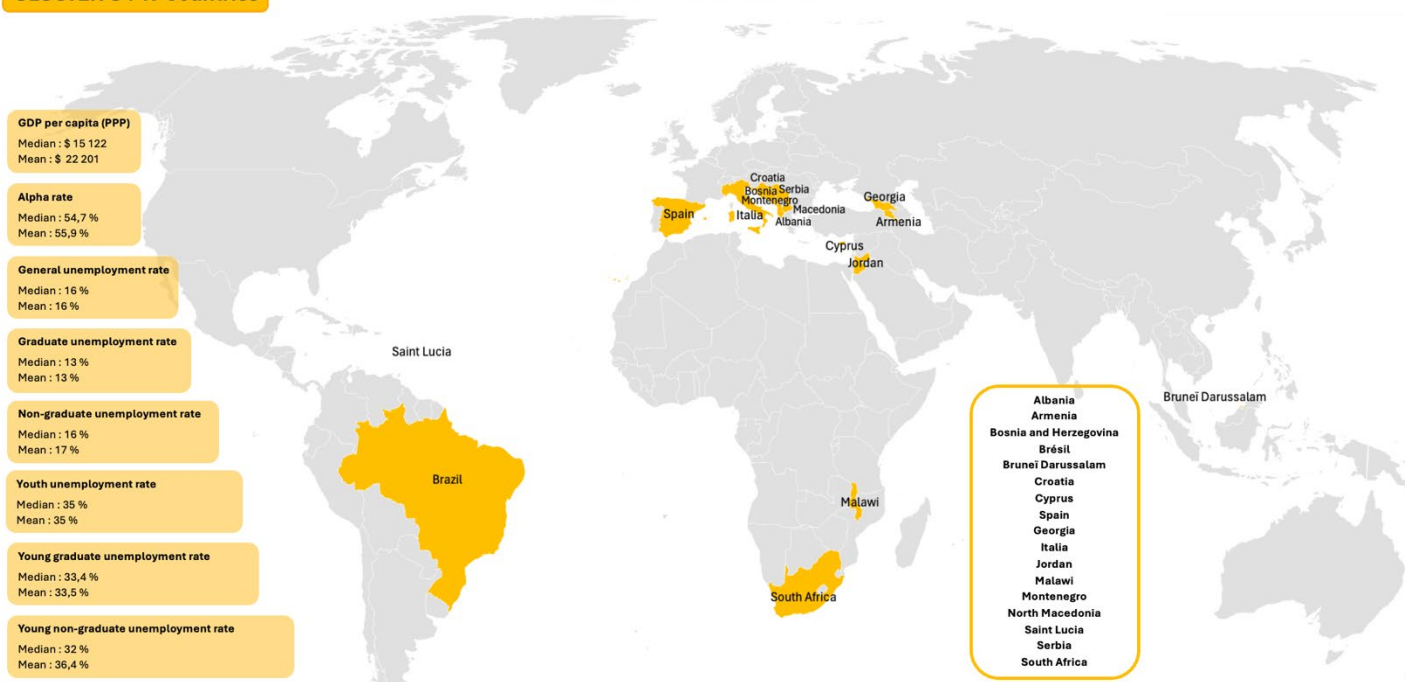 GDP per capita (PPP)
Median : $ 15 122
Mean : $ 22 201
Alpha rate
Median : 54,7 %
Mean : 55,9 %
General unemployment rate
Median : 16 %
Mean : 16 %
Graduate unemployment rate
Median : 13 %
Mean : 13 %
Non-graduate unemployment rate
Median : 16 %
Mean : 17 %
Youth unemployment rate
Median : 35 %
Mean : 35 %
Young graduate unemployment rate
Median : 33,4 %
Mean : 33,5 %
Young non-graduate unemployment rate
Median : 32 %
Mean : 36,4 %
Croatia
Bosnia Serbia
Montenegro
Spain
Italia
Macedonia
Albania
Georgia
Armenia
Cyprus
Jordan
Saint Lucia
Brazil
Malawi
South Africa
Bruneï Darussalam
Albania
Armenia
Bosnia and Herzegovina
Brésil
Bruneï Darussalam
Croatia
Cyprus
Spain
Georgia
Italia
Jordan
Malawi
Montenegro
North Macedonia
Saint Lucia
Serbia
South Africa